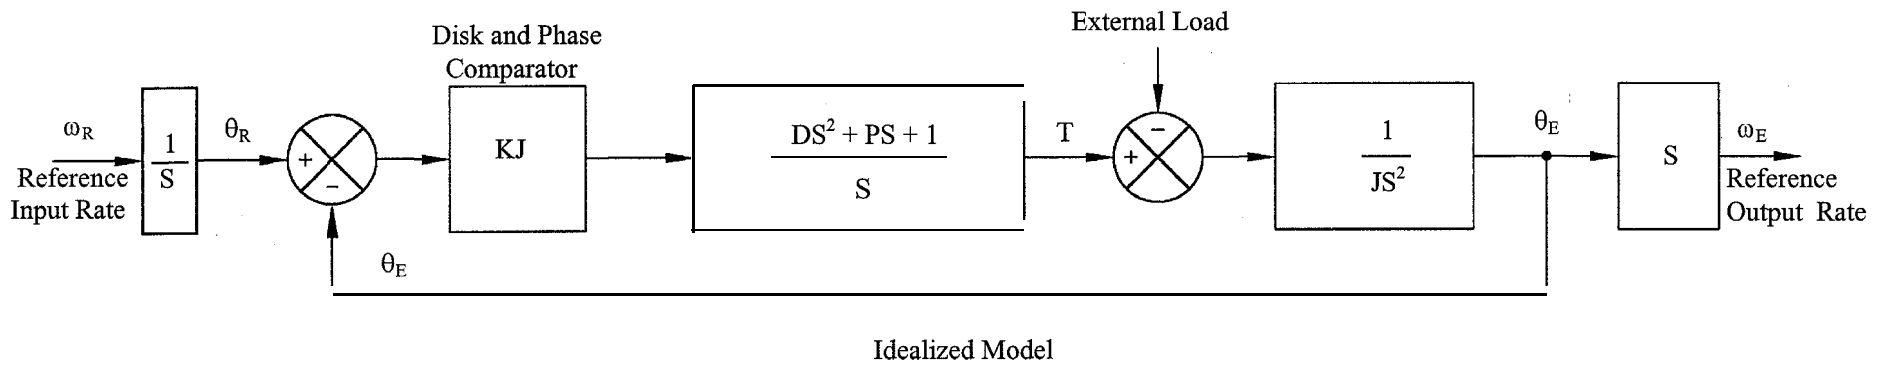 External Load
Disk and Phase
Comparator
ω_R
1
S
θ_R
+
−
KJ
DS² + PS + 1
S
T
−
+
1
JS²
θ_E
S
ω_E
Reference
Input Rate
Reference
Output Rate
θ_E
Idealized Model